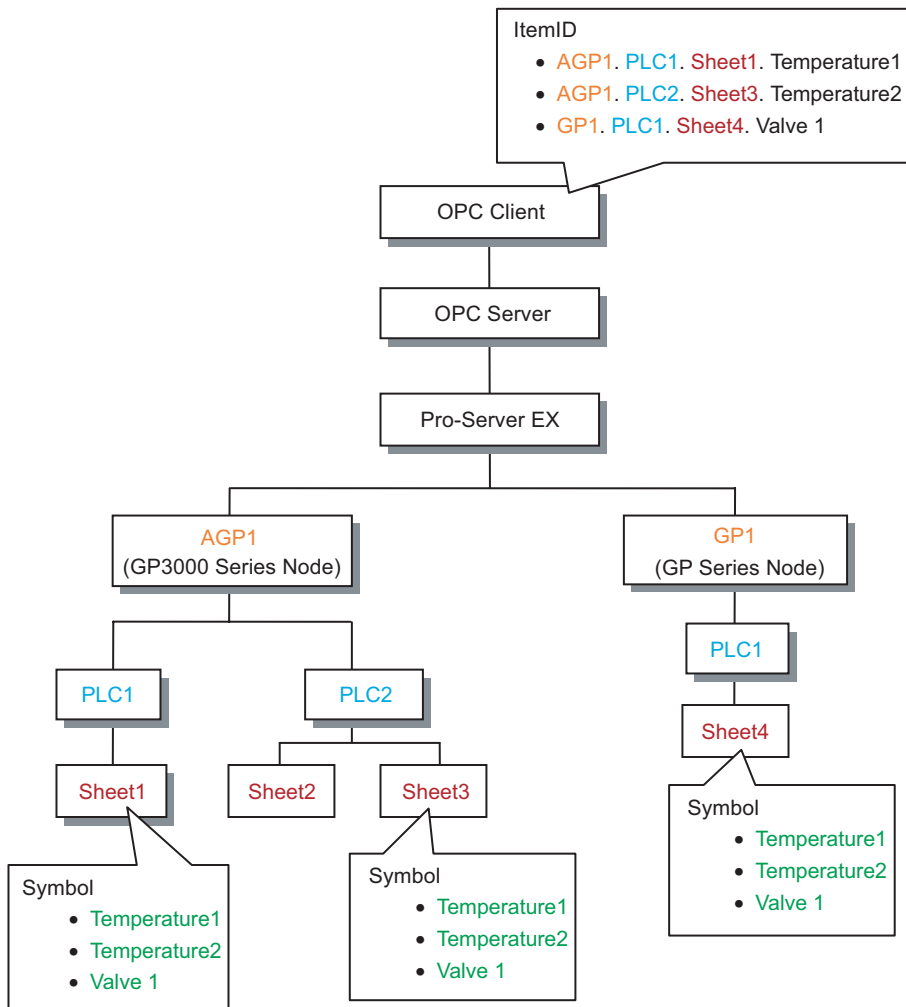 ItemID
• AGP1. PLC1. Sheet1. Temperature1
• AGP1. PLC2. Sheet3. Temperature2
• GP1. PLC1. Sheet4. Valve 1
OPC Client
OPC Server
Pro-Server EX
AGP1
(GP3000 Series Node)
GP1
(GP Series Node)
PLC1
PLC2
PLC1
Sheet1
Sheet2
Sheet3
Sheet4
Symbol
• Temperature1
• Temperature2
• Valve 1
Symbol
• Temperature1
• Temperature2
• Valve 1
Symbol
• Temperature1
• Temperature2
• Valve 1